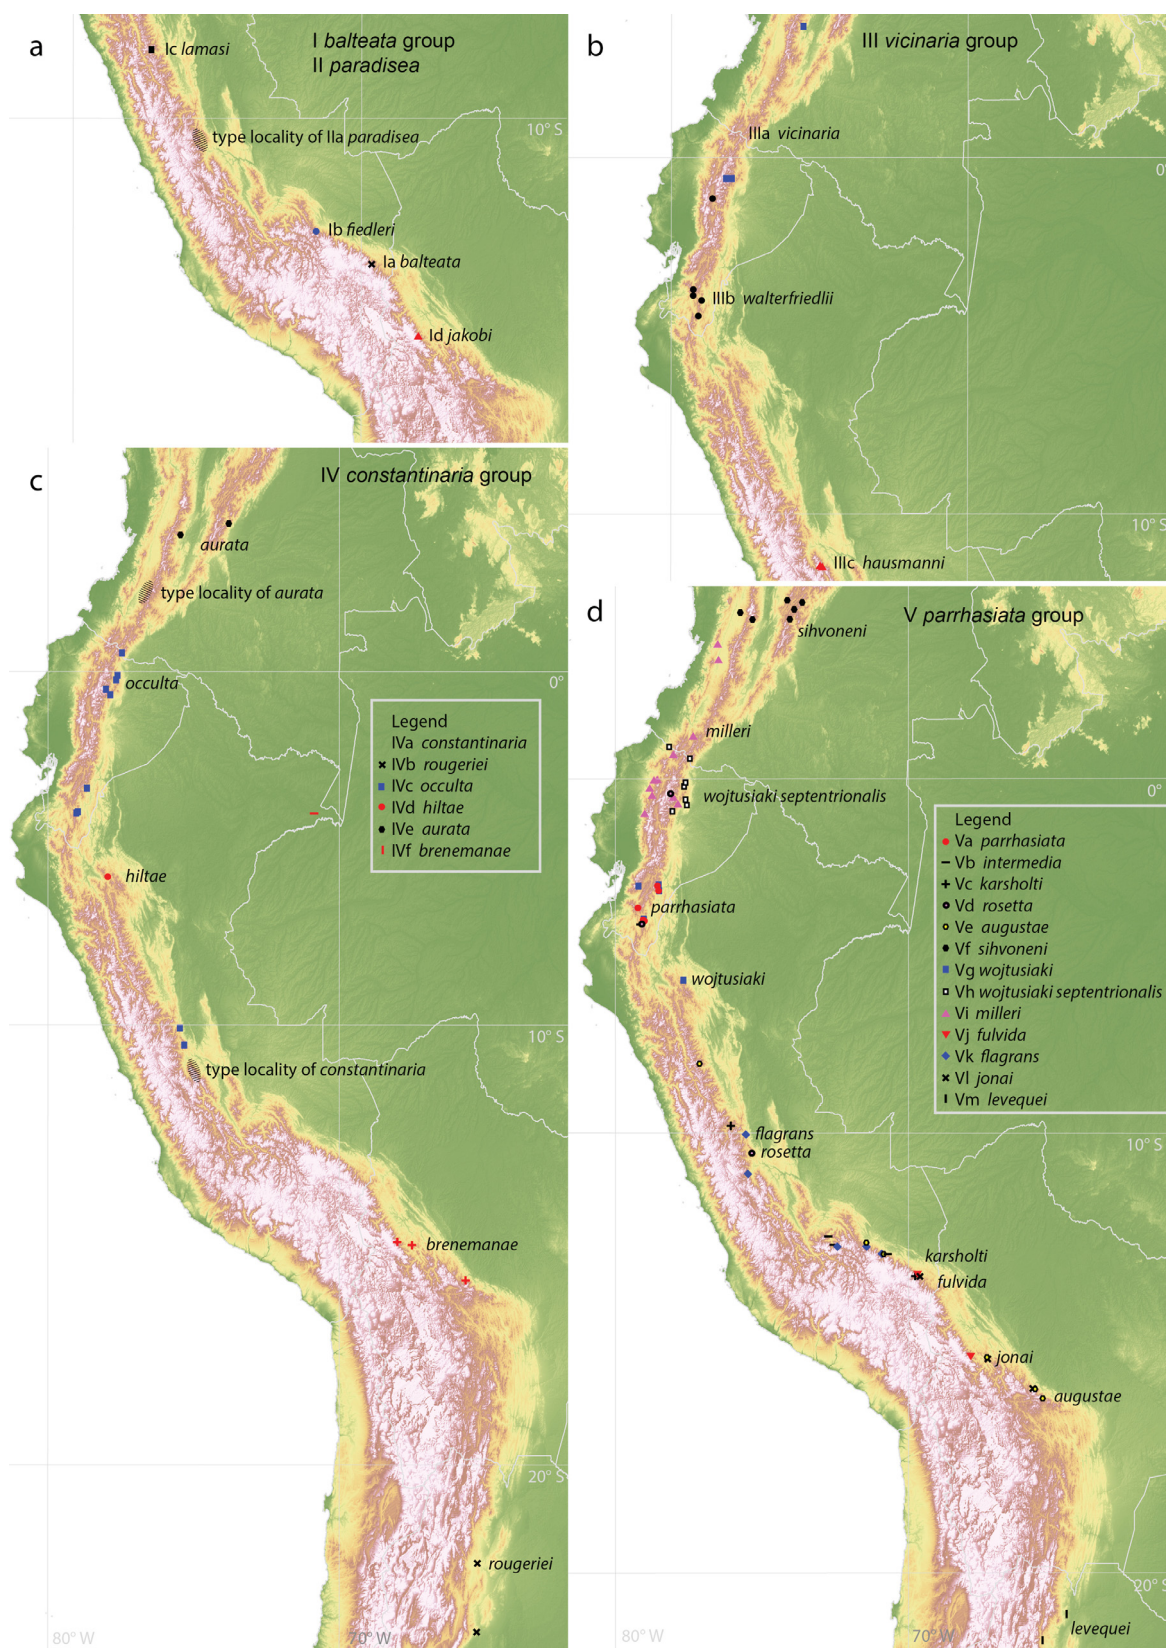 a
I balteata group
II paradisea
Ic lamasi
10° S
type locality of IIa paradisea
Ib fiedleri
Ia balteata
Id jakobi
b
III vicinaria group
IIIa vicinaria
0°
IIIb walterfriedlii
10° S
IIIc hausmanni
c
IV constantinaria group
aurata
type locality of aurata
occulta
0°
Legend
IVa constantinaria
IVb rougeriei
IVc occulta
IVd hiltae
IVe aurata
IVf brenemanae
hiltae
10° S
type locality of constantinaria
brenemanae
20° S
rougeriei
80° W
70° W
d
V parrhasiata group
sihvoneni
milleri
0°
wojtusiaki septentrionalis
Legend
Va parrhasiata
Vb intermedia
Vc karsholti
Vd rosetta
Ve augustae
Vf sihvoneni
Vg wojtusiaki
Vh wojtusiaki septentrionalis
Vi milleri
Vj fulvida
Vk flagrans
Vl jonai
Vm levequei
parrhasiata
wojtusiaki
flagrans
10° S
rosetta
karsholti
fulvida
jonai
augustae
20° S
levequei
80° W
70° W